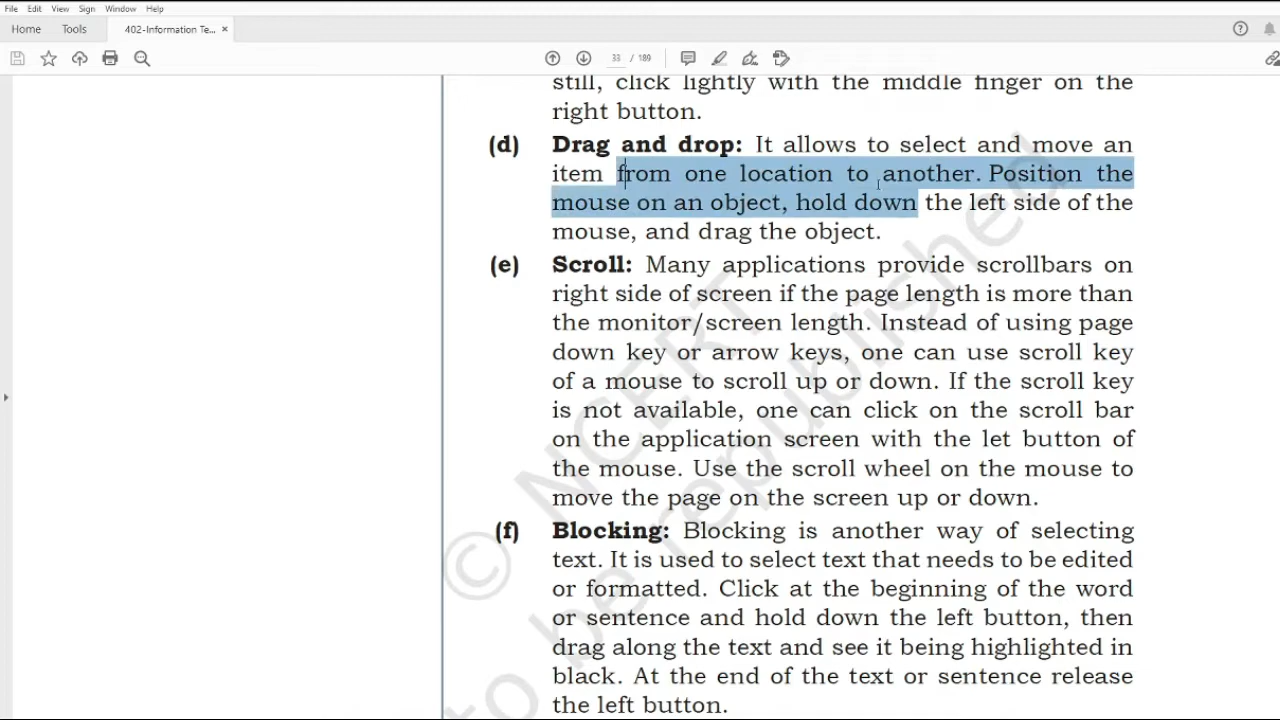 File Edit View Sign Window Help
Home Tools 402-Information Te... ×
33 / 189
still, click lightly with the middle finger on the
right button.
(d) Drag and drop: It allows to select and move an
item from one location to another. Position the
mouse on an object, hold down the left side of the
mouse, and drag the object.
(e) Scroll: Many applications provide scrollbars on
right side of screen if the page length is more than
the monitor/screen length. Instead of using page
down key or arrow keys, one can use scroll key
of a mouse to scroll up or down. If the scroll key
is not available, one can click on the scroll bar
on the application screen with the let button of
the mouse. Use the scroll wheel on the mouse to
move the page on the screen up or down.
(f) Blocking: Blocking is another way of selecting
text. It is used to select text that needs to be edited
or formatted. Click at the beginning of the word
or sentence and hold down the left button, then
drag along the text and see it being highlighted in
black. At the end of the text or sentence release
the left button.
© NCERT
to be republished